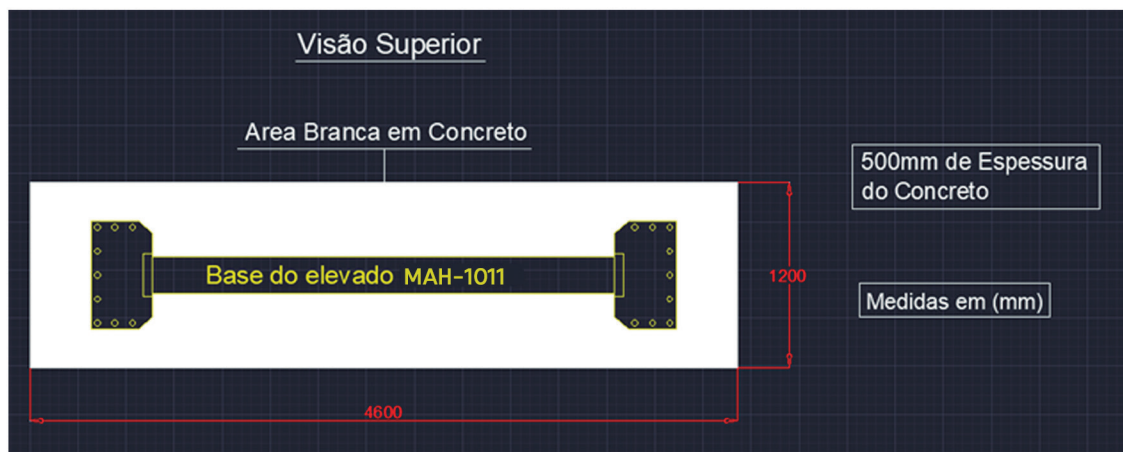 Visão Superior
Area Branca em Concreto
500mm de Espessura
do Concreto
Base do elevado MAH-1011
1200
Medidas em (mm)
4600